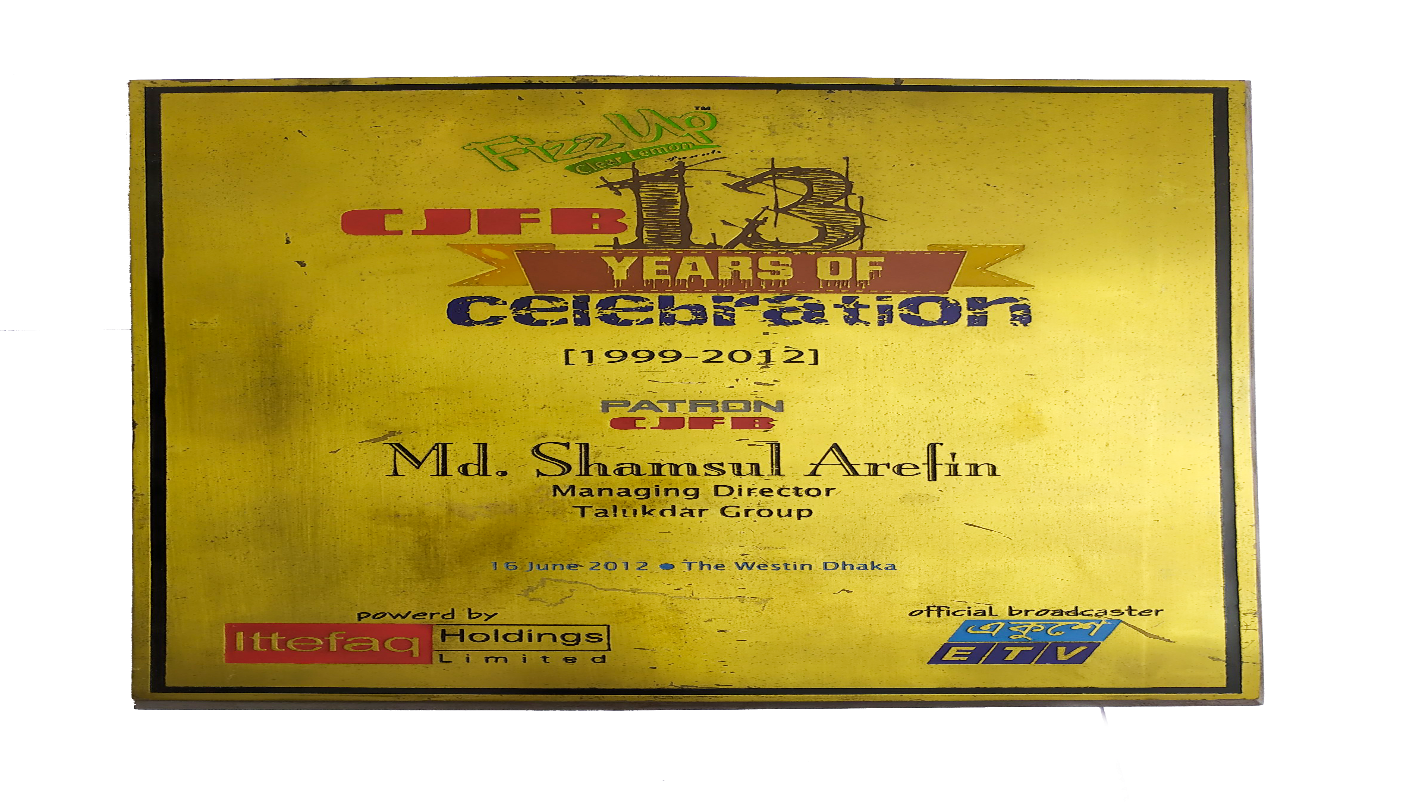 Fizz Up™
Clear Lemon
CJFB 13
YEARS OF
celebration
[1999-2012]
PATRON
CJFB
Md. Shamsul Arefin
Managing Director
Talukdar Group
16 June 2012 ● The Westin Dhaka
powerd by
Ittefaq Holdings
Limited
official broadcaster
একুশে
ETV